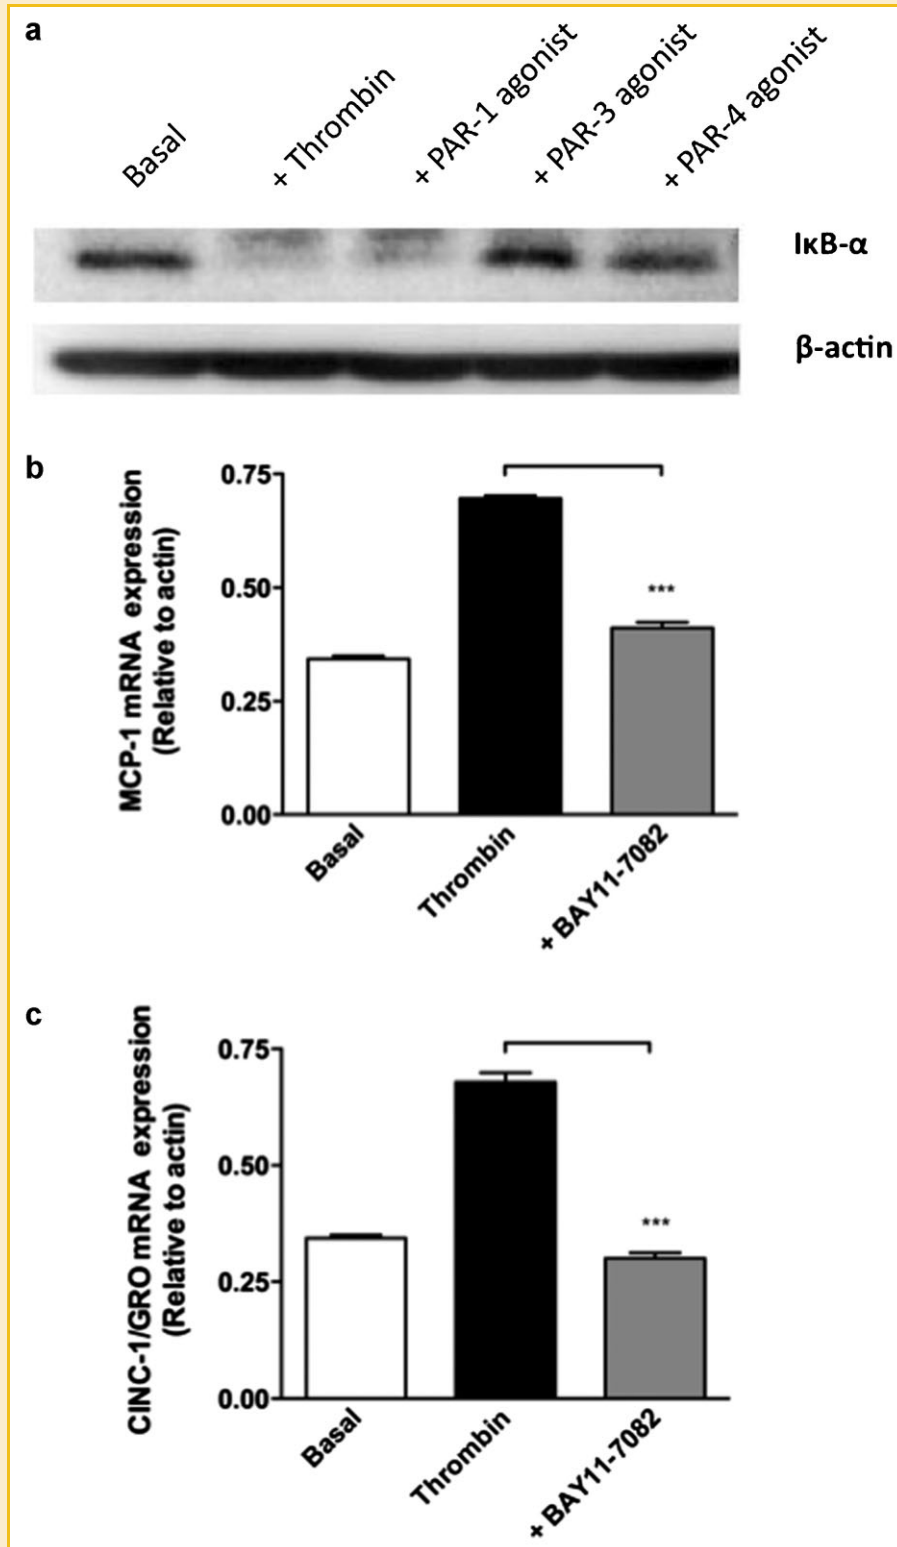 a
Basal
+ Thrombin
+ PAR-1 agonist
+ PAR-3 agonist
+ PAR-4 agonist
IκB-α
β-actin
b
MCP-1 mRNA expression
(Relative to actin)
0.75
0.50
0.25
0.00
***
Basal
Thrombin
+ BAY11-7082
c
CINC-1/GRO mRNA expression
(Relative to actin)
0.75
0.50
0.25
0.00
***
Basal
Thrombin
+ BAY11-7082